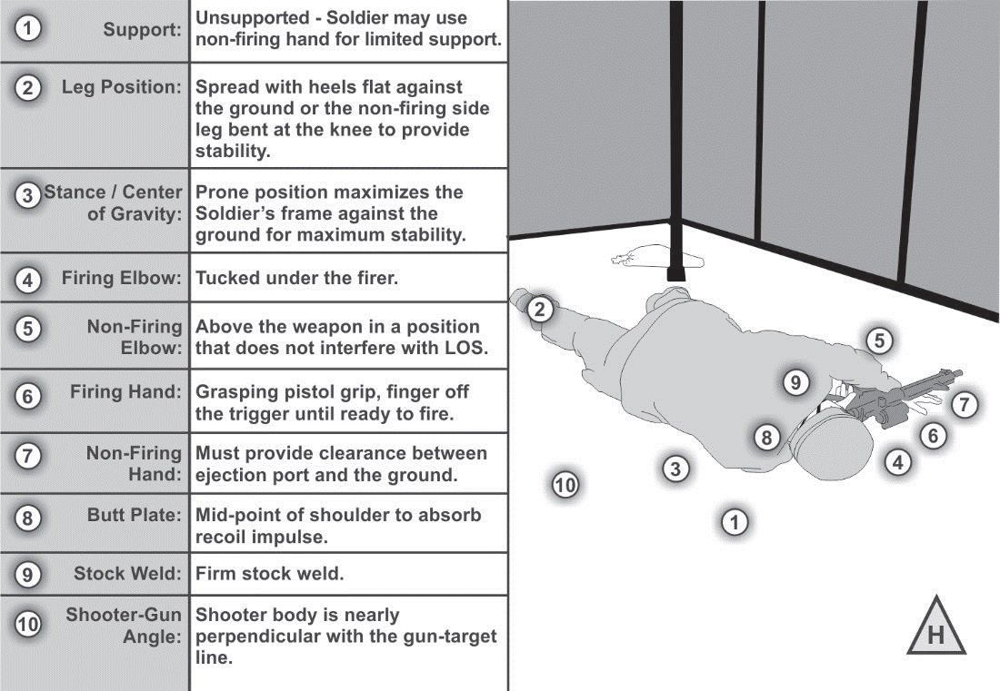 1 Support: Unsupported - Soldier may use
non-firing hand for limited support.
2 Leg Position: Spread with heels flat against
the ground or the non-firing side
leg bent at the knee to provide
stability.
3 Stance / Center
of Gravity:
Prone position maximizes the
Soldier's frame against the
ground for maximum stability.
4 Firing Elbow: Tucked under the firer.
5 Non-Firing
Elbow:
Above the weapon in a position
that does not interfere with LOS.
6 Firing Hand: Grasping pistol grip, finger off
the trigger until ready to fire.
7 Non-Firing
Hand:
Must provide clearance between
ejection port and the ground.
8 Butt Plate: Mid-point of shoulder to absorb
recoil impulse.
9 Stock Weld: Firm stock weld.
10 Shooter-Gun
Angle:
Shooter body is nearly
perpendicular with the gun-target
line.
2
5
9
7
8
6
4
3
10
1
H